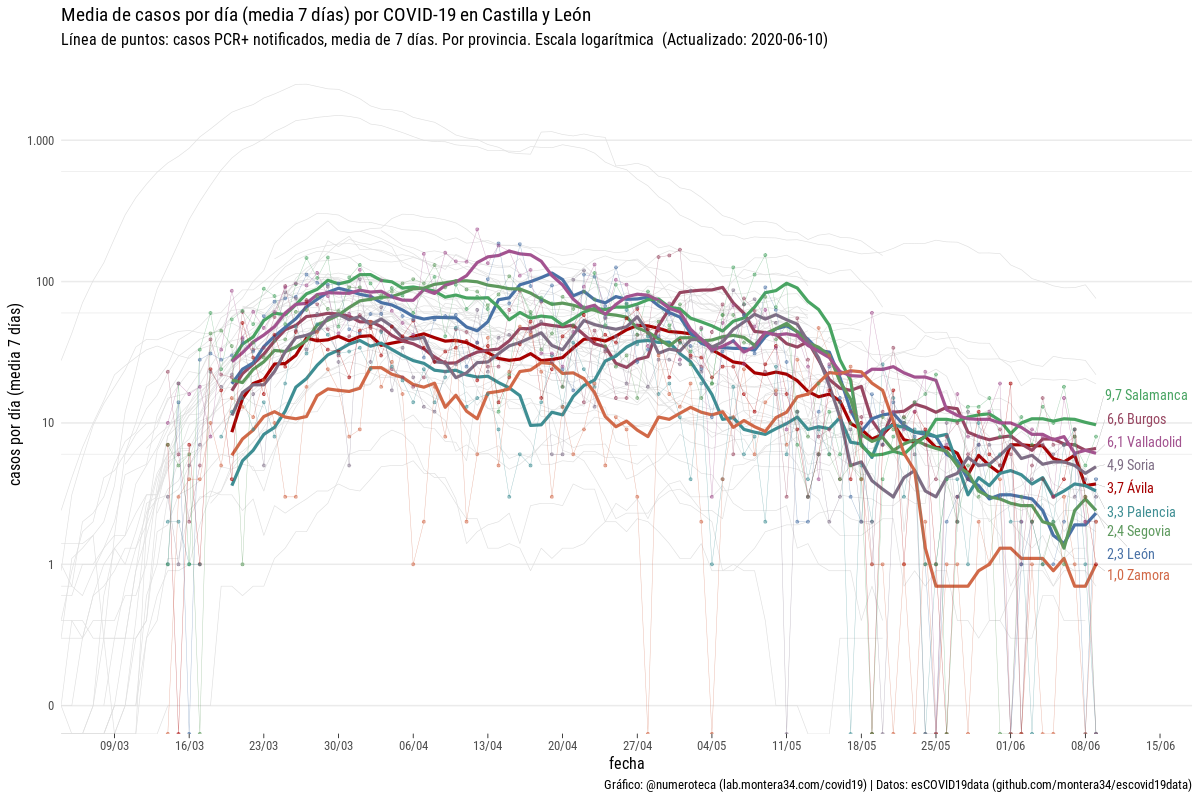 Media de casos por día (media 7 días) por COVID-19 en Castilla y León
Línea de puntos: casos PCR+ notificados, media de 7 días. Por provincia. Escala logarítmica (Actualizado: 2020-06-10)
casos por día (media 7 días)
1.000
100
10
1
0
9,7 Salamanca
6,6 Burgos
6,1 Valladolid
4,9 Soria
3,7 Ávila
3,3 Palencia
2,4 Segovia
2,3 León
1,0 Zamora
09/03 16/03 23/03 30/03 06/04 13/04 20/04 27/04 04/05 11/05 18/05 25/05 01/06 08/06 15/06
fecha
Gráfico: @numeroteca (lab.montera34.com/covid19) | Datos: esCOVID19data (github.com/montera34/escovid19data)